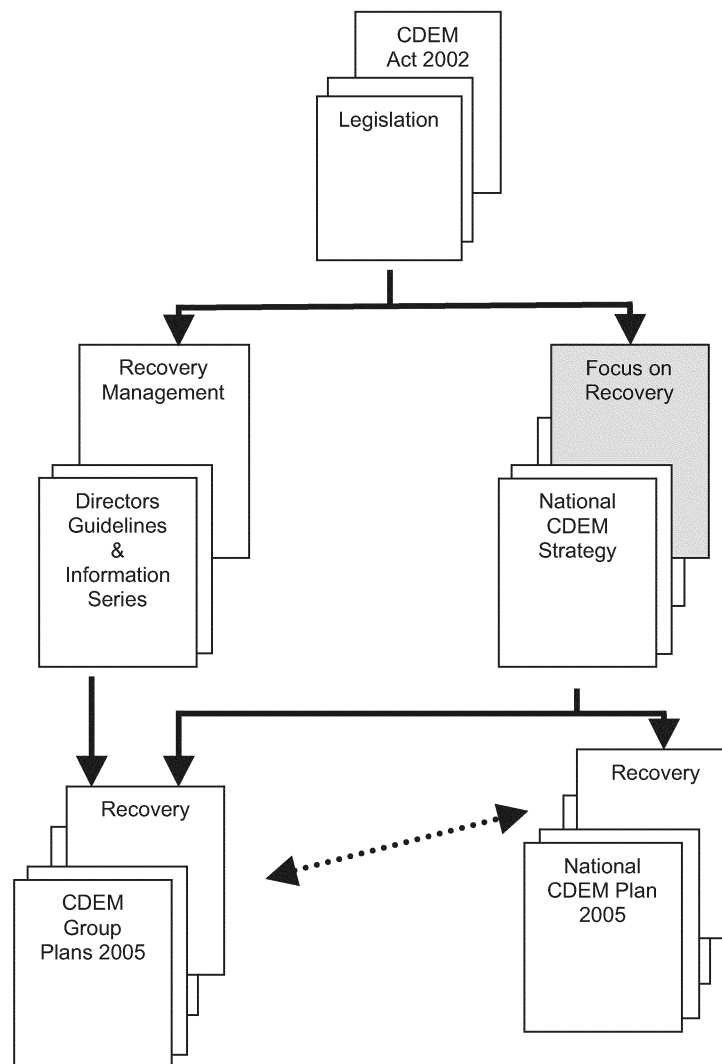 CDEM
Act 2002
Legislation
Recovery
Management
Focus on
Recovery
Directors
Guidelines
&
Information
Series
National
CDEM
Strategy
Recovery
Recovery
CDEM
Group
Plans 2005
National
CDEM Plan
2005